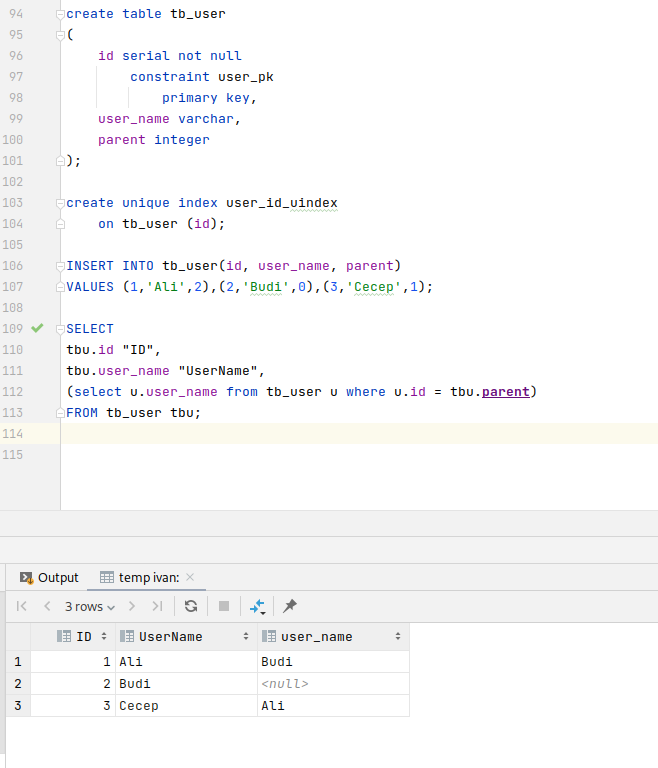 94 create table tb_user
95 (
96 id serial not null
97 constraint user_pk
98 primary key,
99 user_name varchar,
100 parent integer
101 );
102
103 create unique index user_id_uindex
104 on tb_user (id);
105
106 INSERT INTO tb_user(id, user_name, parent)
107 VALUES (1,'Ali',2),(2,'Budi',0),(3,'Cecep',1);
108
109 SELECT
110 tbu.id "ID",
111 tbu.user_name "UserName",
112 (select u.user_name from tb_user u where u.id = tbu.parent)
113 FROM tb_user tbu;
114
115
Output temp ivan:
3 rows
ID UserName user_name
1 1 Ali Budi
2 2 Budi <null>
3 3 Cecep Ali